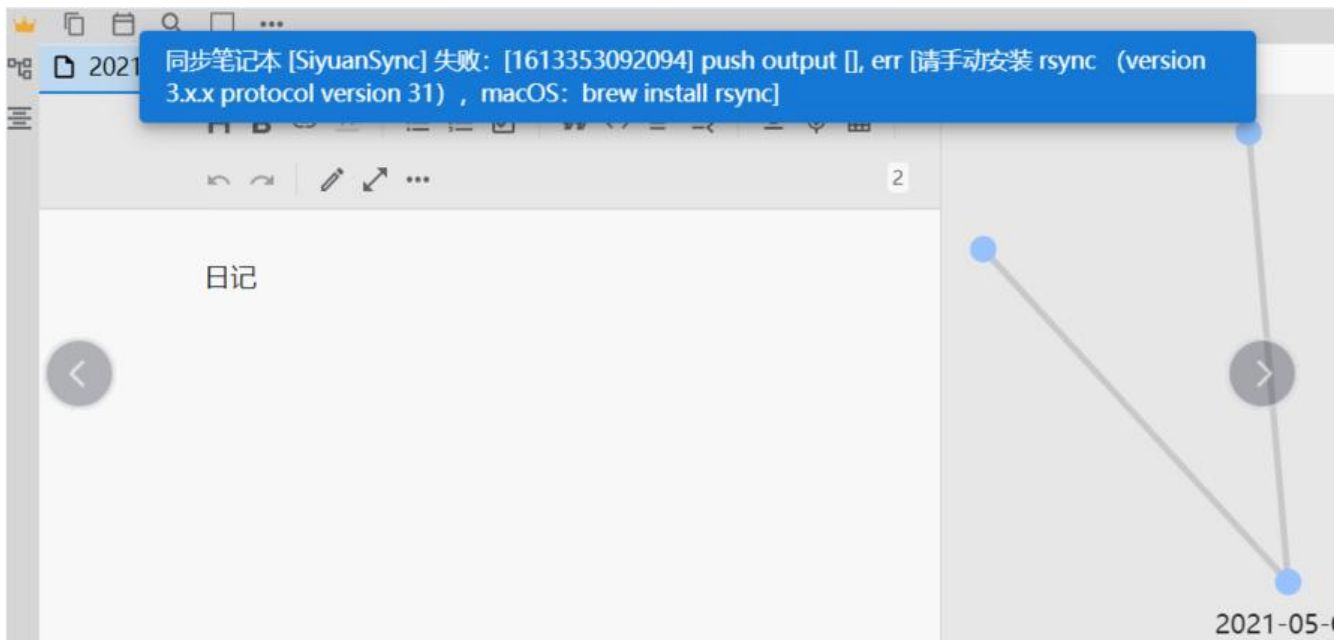 2021
同步笔记本 [SiyuanSync] 失败：[1613353092094] push output [], err [请手动安装 rsync （version
3.x.x protocol version 31），macOS：brew install rsync]
2
日记
2021-05-